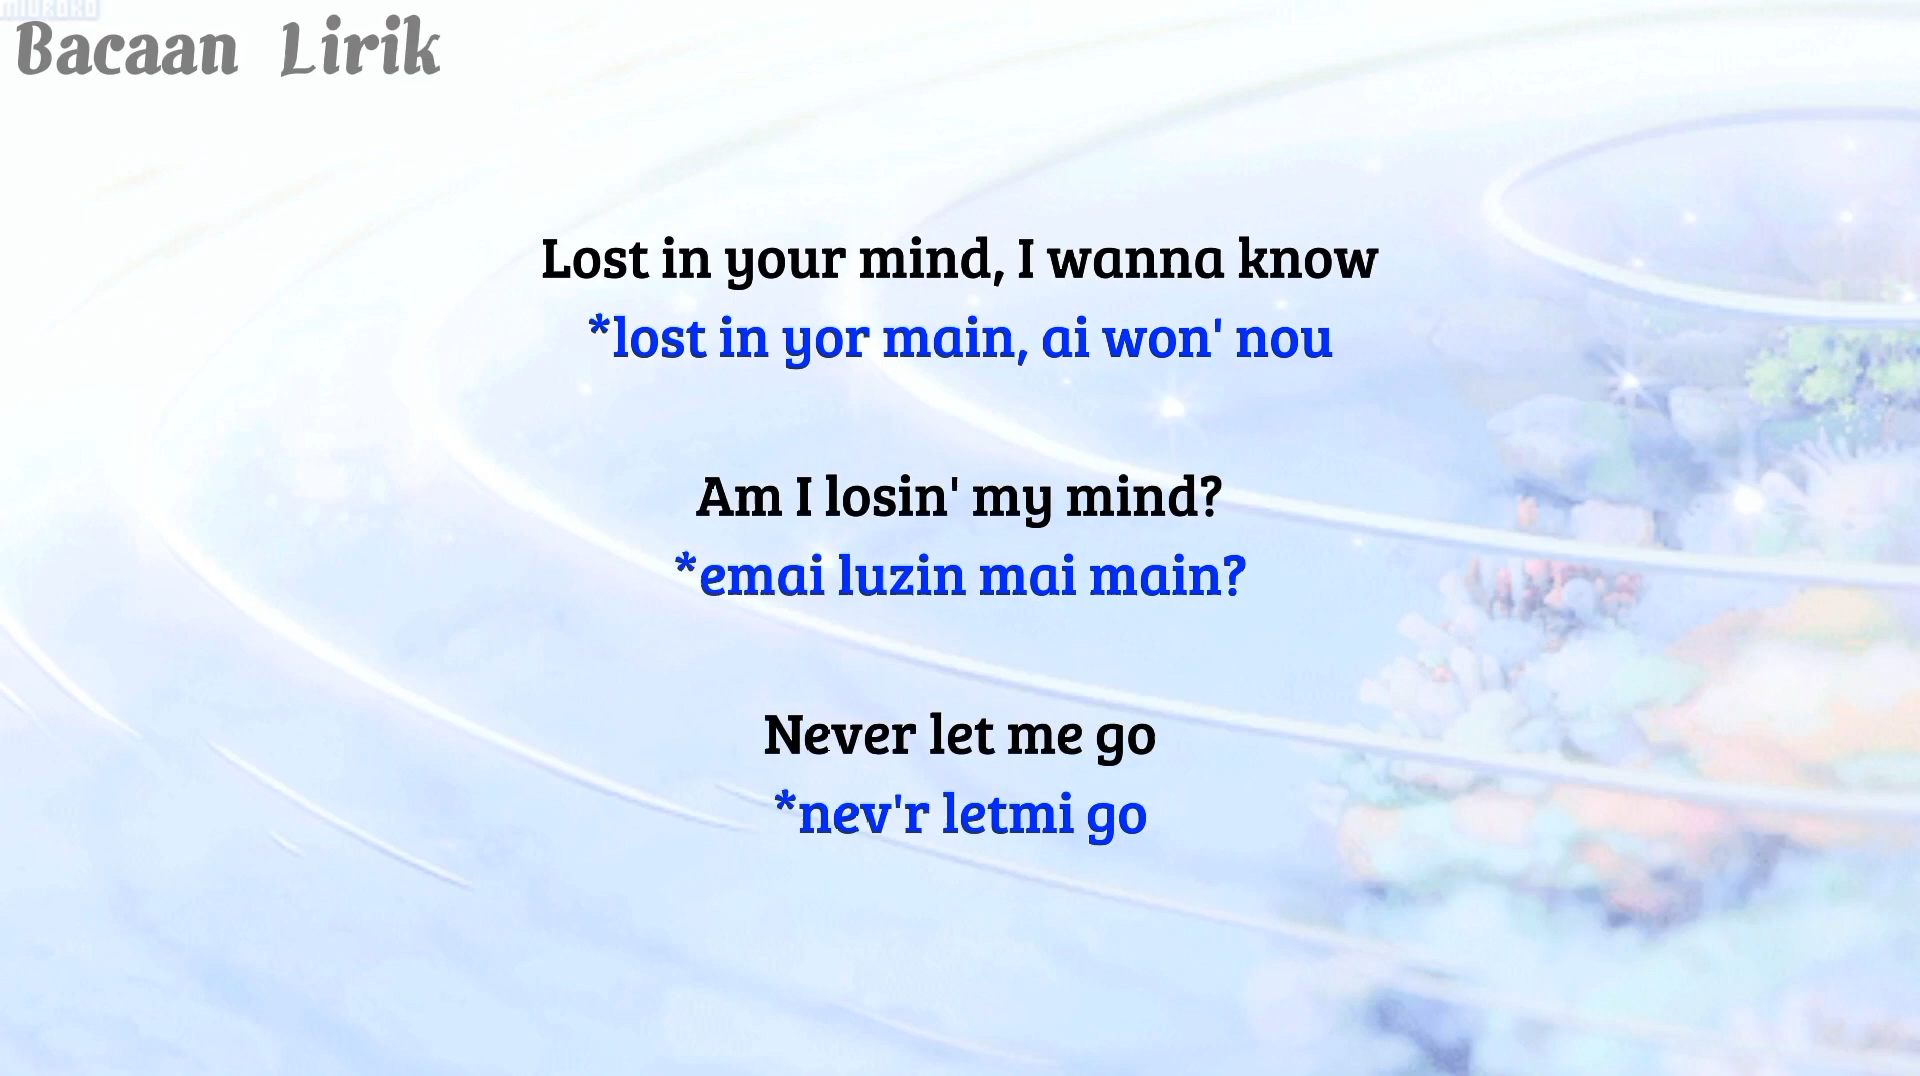 Bacaan Lirik
Lost in your mind, I wanna know
*lost in yor main, ai won' nou
Am I losin' my mind?
*emai luzin mai main?
Never let me go
*nev'r letmi go